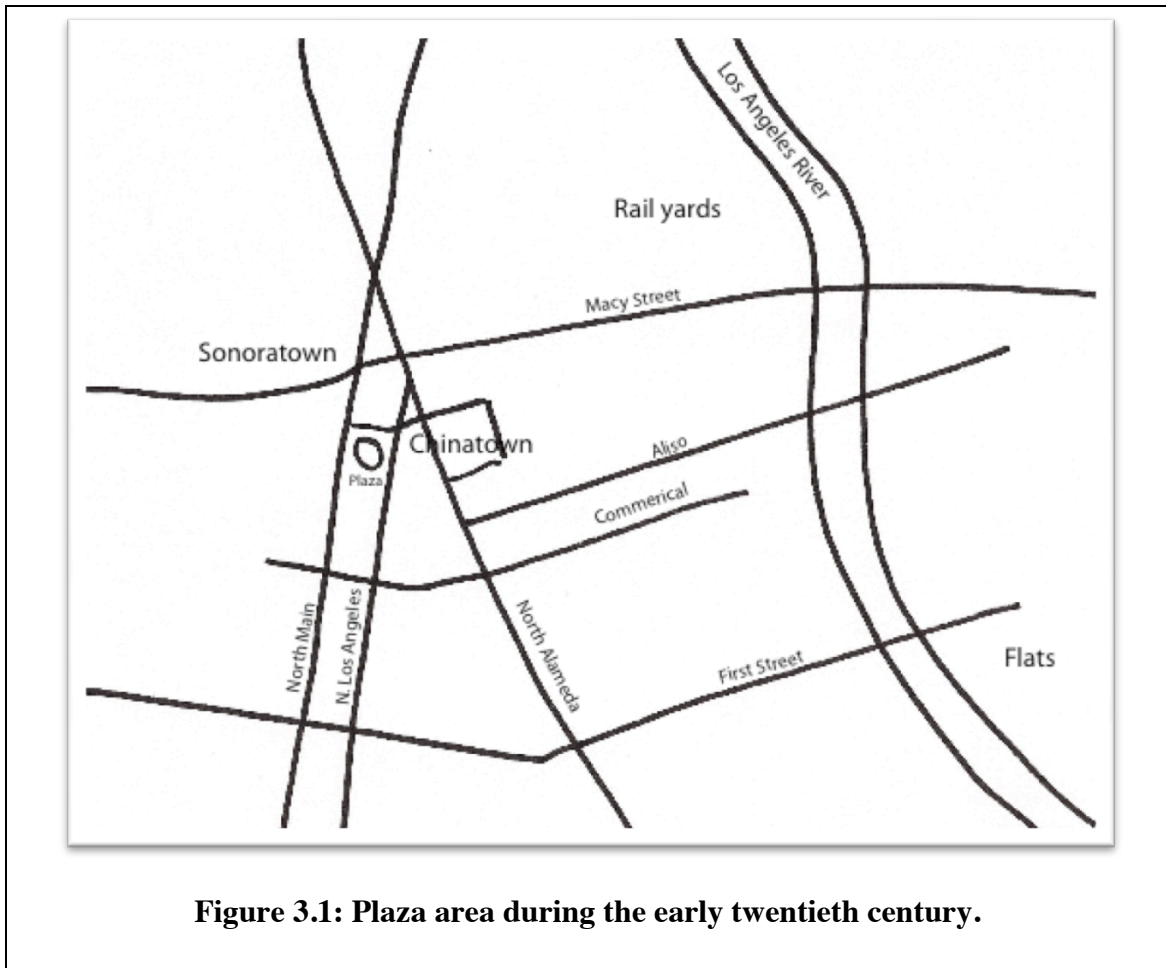 Los Angeles River
Rail yards
Macy Street
Sonoratown
Chinatown
Plaza
Aliso
Commerical
North Main
N. Los Angeles
North Alameda
First Street
Flats
Figure 3.1: Plaza area during the early twentieth century.